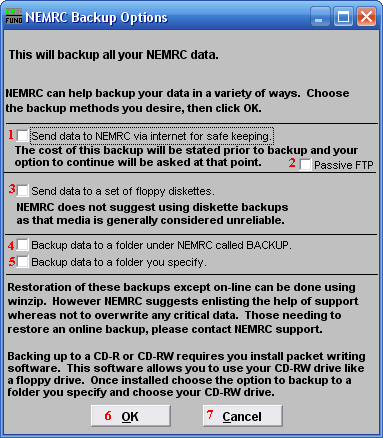 FUND NEMRC Backup Options
This will backup all your NEMRC data.
NEMRC can help backup your data in a variety of ways. Choose
the backup methods you desire, then click OK.
1 Send data to NEMRC via internet for safe keeping.
The cost of this backup will be stated prior to backup and your
option to continue will be asked at that point.
2 Passive FTP
3 Send data to a set of floppy diskettes.
NEMRC does not suggest using diskette backups
as that media is generally considered unreliable.
4 Backup data to a folder under NEMRC called BACKUP.
5 Backup data to a folder you specify.
Restoration of these backups except on-line can be done using
winzip. However NEMRC suggests enlisting the help of support
whereas not to overwrite any critical data. Those needing to
restore an online backup, please contact NEMRC support.
Backing up to a CD-R or CD-RW requires you install packet writing
software. This software allows you to use your CD-RW drive like
a floppy drive. Once installed choose the option to backup to a
folder you specify and choose your CD-RW drive.
6 OK 7 Cancel